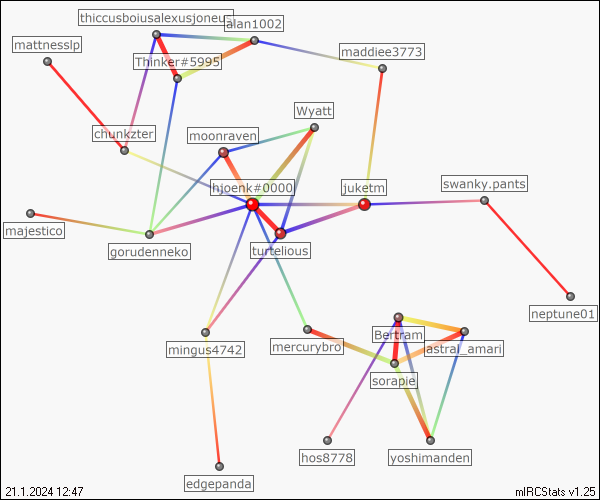 thiccusboiusalexusjoneus
alan1002
mattnesslp
maddiee3773
Thinker#5995
Wyatt
chunkzter
moonraven
hjoenk#0000
juketm
swanky.pants
majestico
gorudenneko
turtelious
neptune01
Bertram
mingus4742
mercurybro
astral_amari
sorapie
hos8778
yoshimanden
edgepanda
21.1.2024 12:47
mIRCStats v1.25